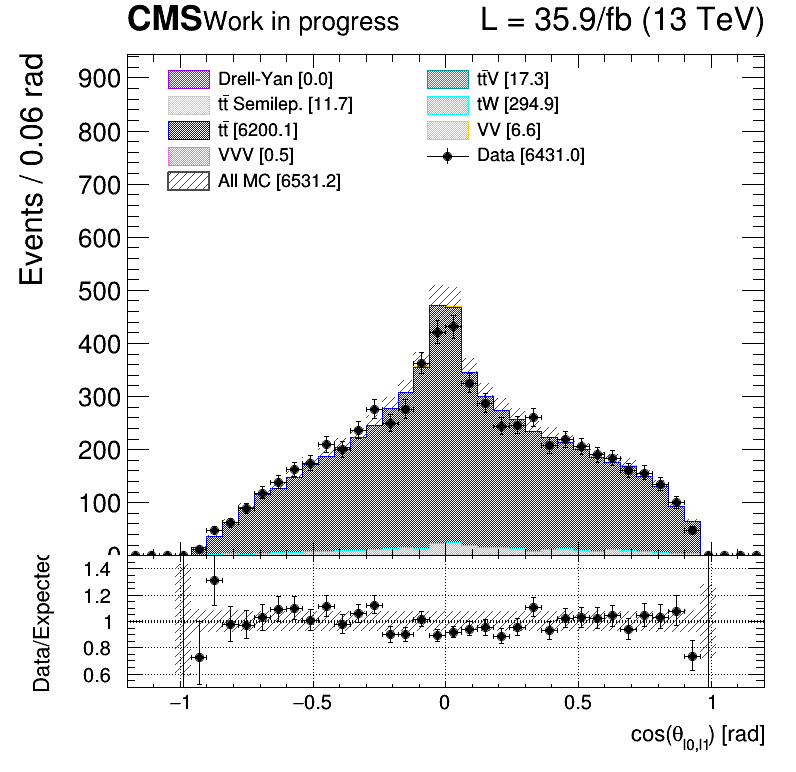 CMS Work in progress L = 35.9/fb (13 TeV)
Events / 0.06 rad
900
800
700
600
500
400
300
200
100
0
Drell-Yan [0.0]
tt̄ Semilep. [11.7]
tt̄ [6200.1]
VVV [0.5]
All MC [6531.2]
tt̄V [17.3]
tW [294.9]
VV [6.6]
Data [6431.0]
Data/Expected
1.4
1.2
1
0.8
0.6
−1 −0.5 0 0.5 1
cos(θl0,l1) [rad]